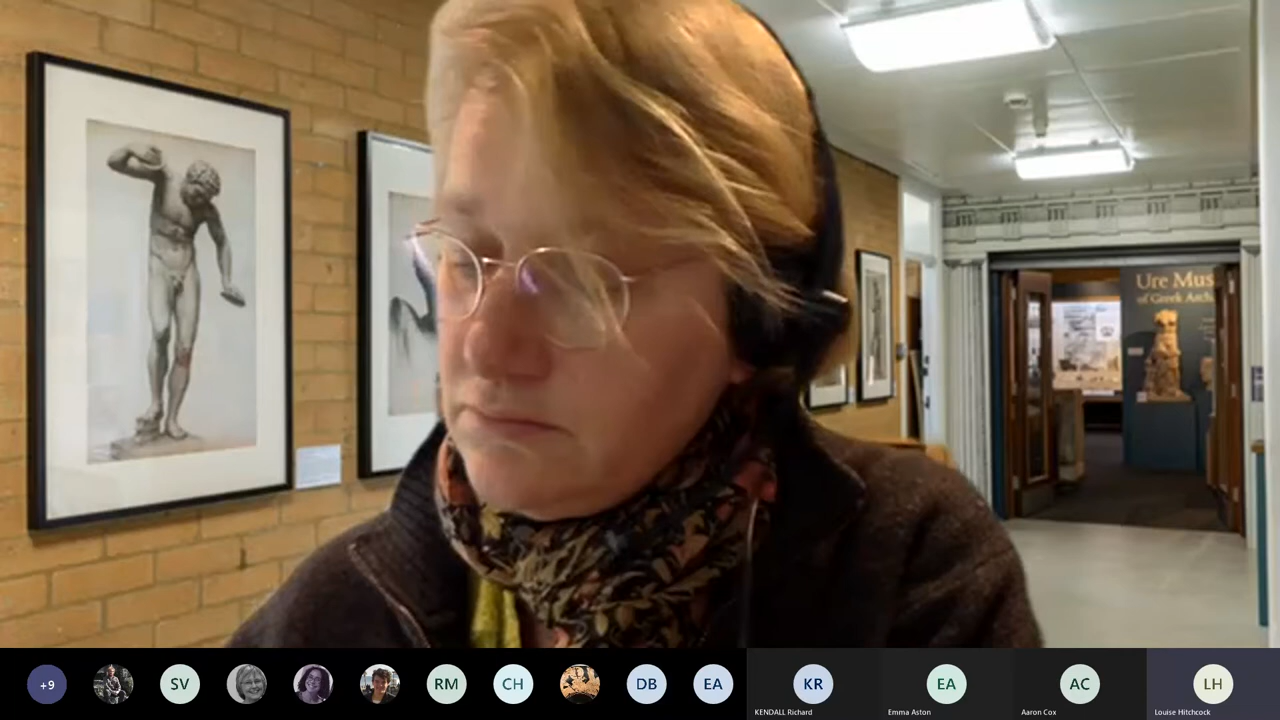 Ure Mus
of Greek Arch
+9
SV
RM
CH
DB
EA
KR
EA
AC
LH
KENDALL Richard
Emma Aston
Aaron Cox
Louise Hitchcock